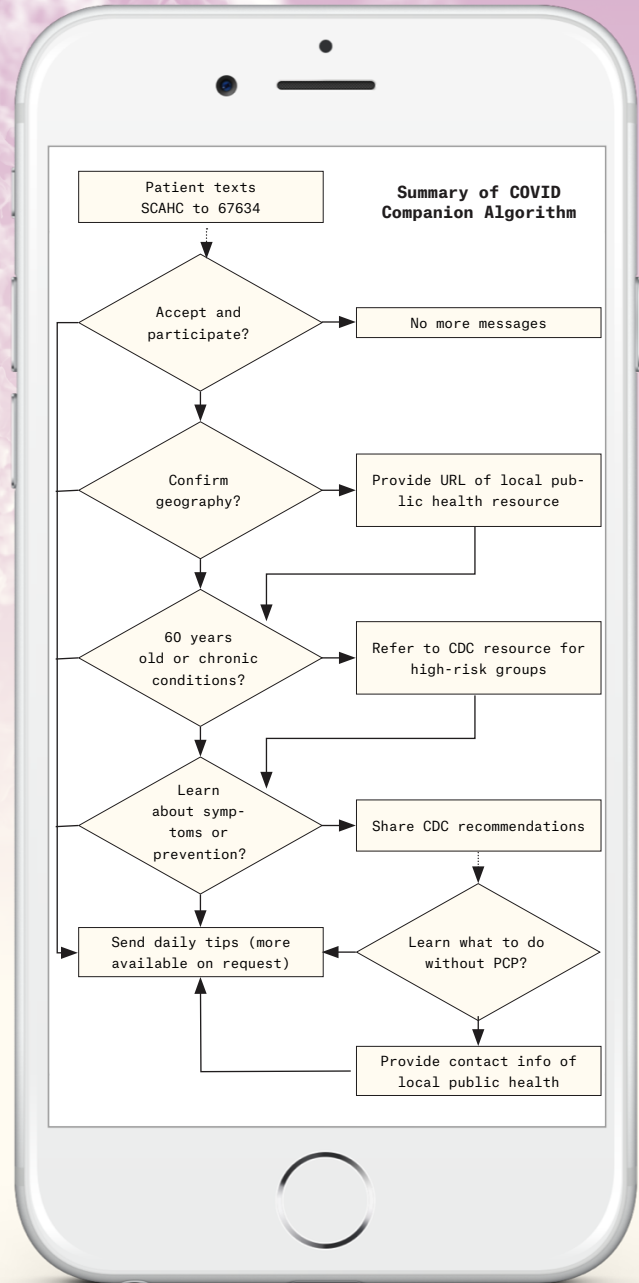 Patient texts
SCAHC to 67634
Summary of COVID
Companion Algorithm
Accept and
participate?
No more messages
Confirm
geography?
Provide URL of local pub-
lic health resource
60 years
old or chronic
conditions?
Refer to CDC resource for
high-risk groups
Learn
about symp-
toms or
prevention?
Share CDC recommendations
Send daily tips (more
available on request)
Learn what to do
without PCP?
Provide contact info of
local public health